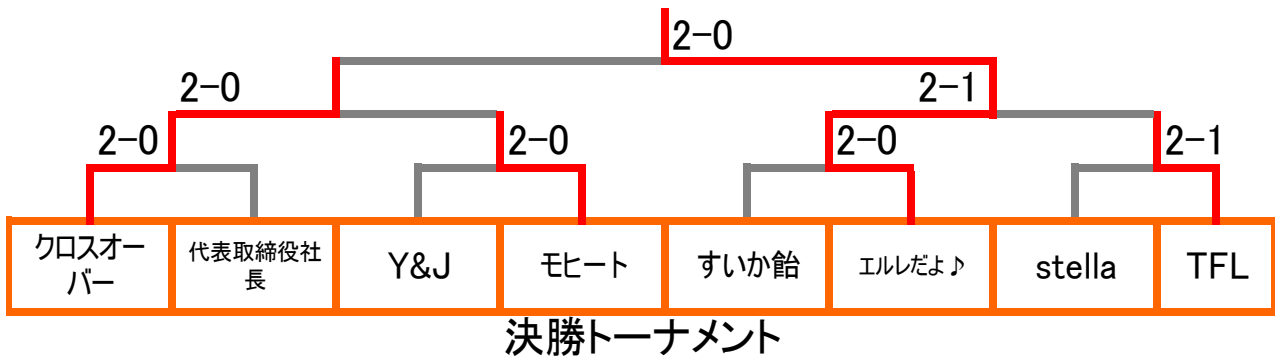 2-0
2-0
2-1
2-0
2-0
2-0
2-1
クロスオー
バー
代表取締役社
長
Y&J
モヒート
すいか飴
エルレだよ♪
stella
TFL
決勝トーナメント